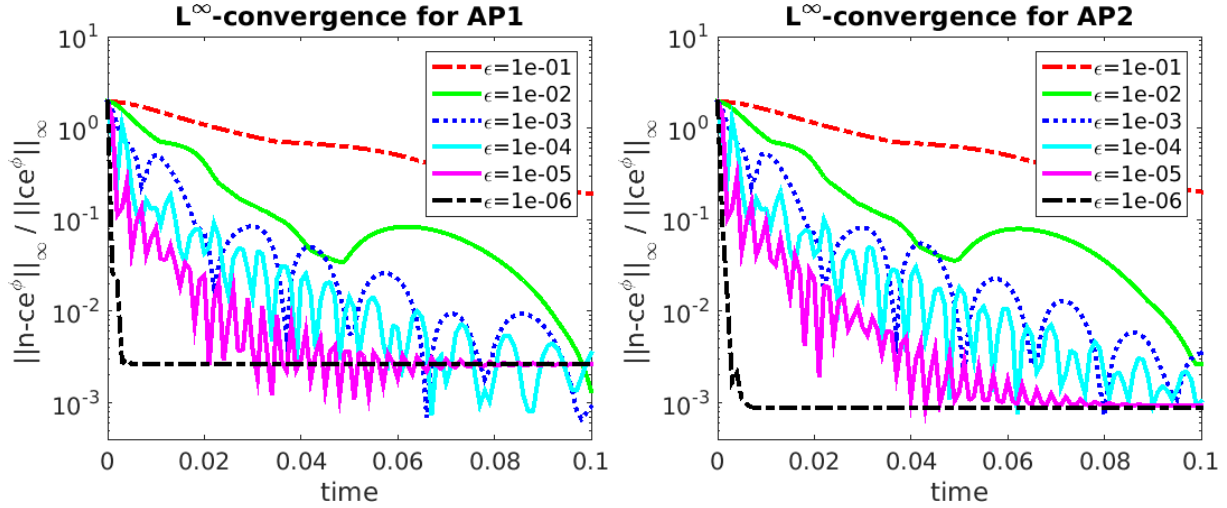 L^∞-convergence for AP1
||n-ce^ϕ||_∞ / ||ce^ϕ||_∞
10^1
10^0
10^-1
10^-2
10^-3
ϵ=1e-01
ϵ=1e-02
ϵ=1e-03
ϵ=1e-04
ϵ=1e-05
ϵ=1e-06
0 0.02 0.04 0.06 0.08 0.1
time
L^∞-convergence for AP2
||n-ce^ϕ||_∞ / ||ce^ϕ||_∞
10^1
10^0
10^-1
10^-2
10^-3
ϵ=1e-01
ϵ=1e-02
ϵ=1e-03
ϵ=1e-04
ϵ=1e-05
ϵ=1e-06
0 0.02 0.04 0.06 0.08 0.1
time